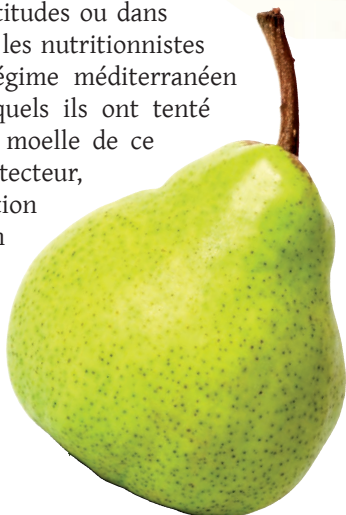 titudes ou dans
les nutritionnistes
égime méditerranéen
quels ils ont tenté
moelle de ce
tecteur,
tion